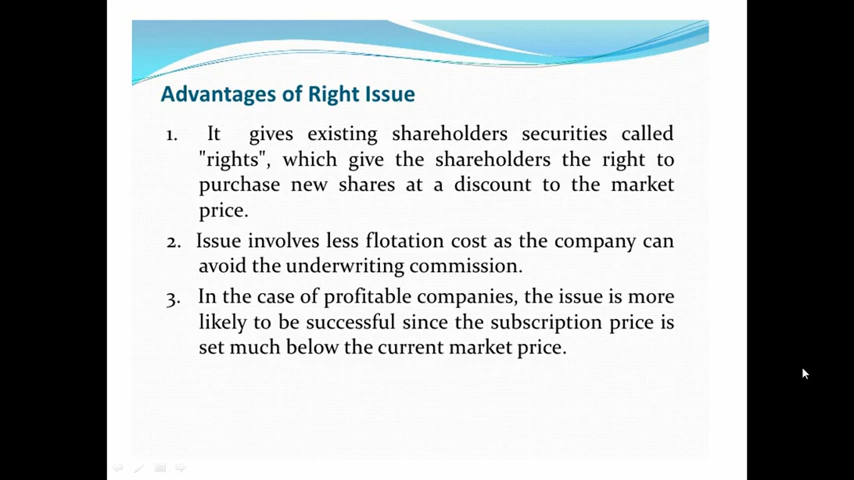 Advantages of Right Issue
1. It gives existing shareholders securities called
"rights", which give the shareholders the right to
purchase new shares at a discount to the market
price.
2. Issue involves less flotation cost as the company can
avoid the underwriting commission.
3. In the case of profitable companies, the issue is more
likely to be successful since the subscription price is
set much below the current market price.